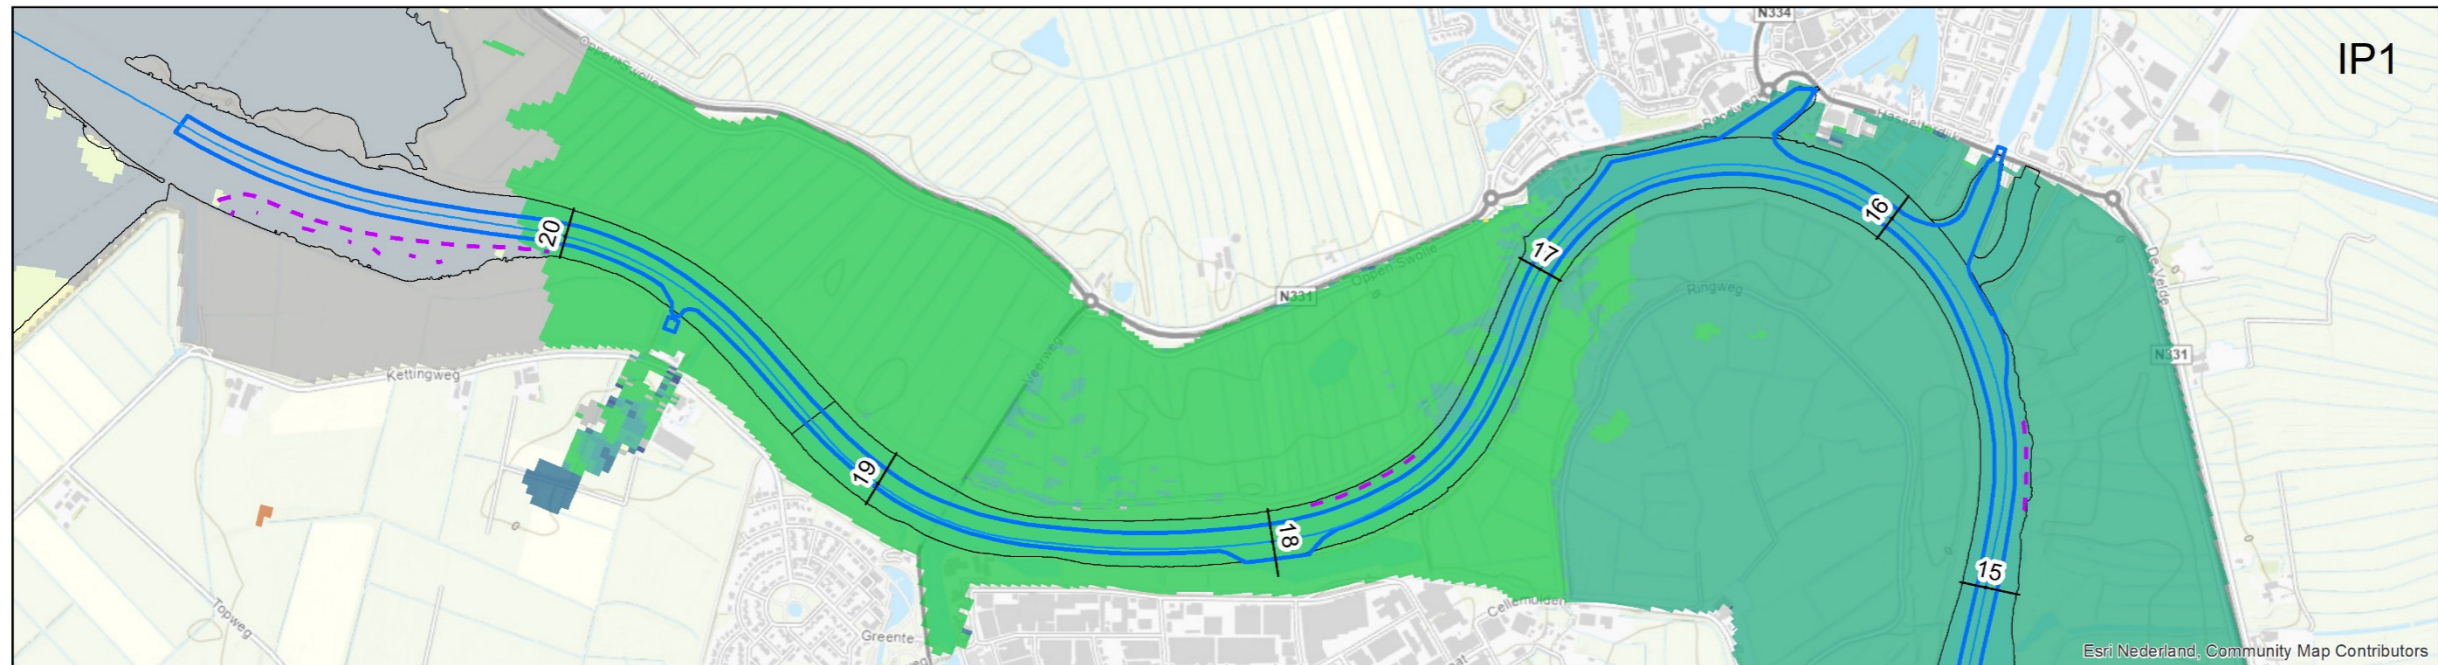 N334
IP1
Oppen Swolle
Hasselterdijk
16
De Velde
20
17
N331
Oppen Swolle
Ringweg
Veerweg
N331
Kettingweg
19
18
15
Cellemuiden
Topweg
Greente
Esri Nederland, Community Map Contributors